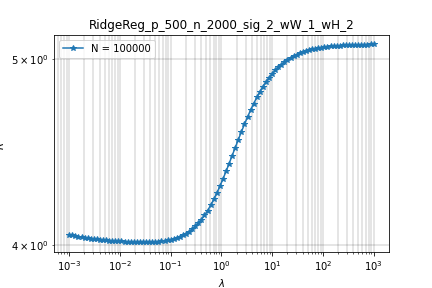 RidgeReg_p_500_n_2000_sig_2_wW_1_wH_2
N = 100000
5 × 10⁰
4 × 10⁰
10⁻³ 10⁻² 10⁻¹ 10⁰ 10¹ 10² 10³
λ